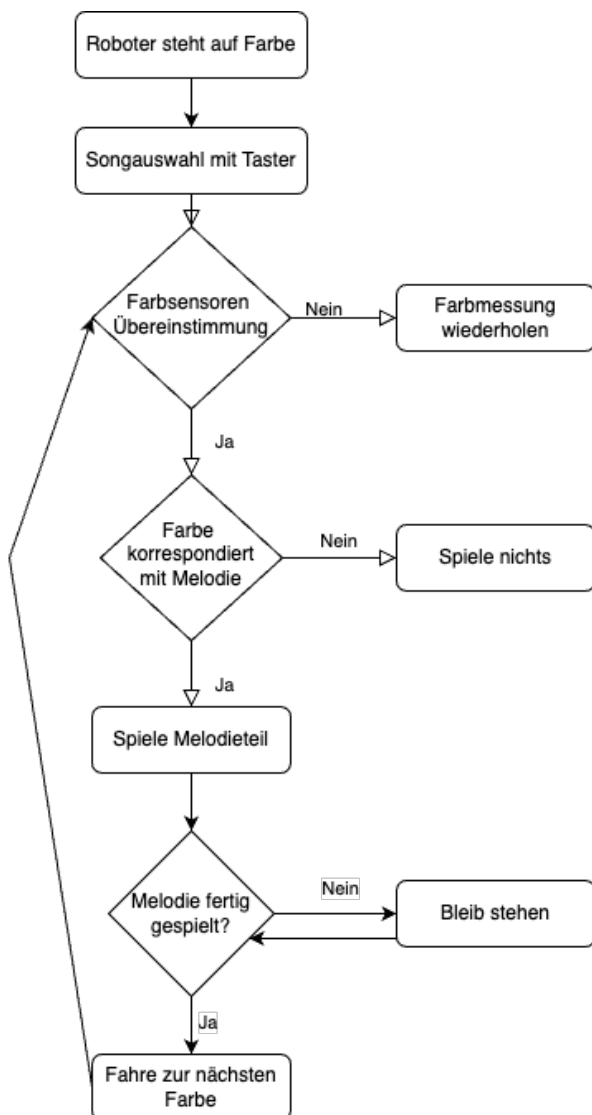 Roboter steht auf Farbe
Songauswahl mit Taster
Farbsensoren
Übereinstimmung
Nein
Farbmessung
wiederholen
Ja
Farbe
korrespondiert
mit Melodie
Nein
Spiele nichts
Ja
Spiele Melodieteil
Melodie fertig
gespielt?
Nein
Bleib stehen
Ja
Fahre zur nächsten
Farbe